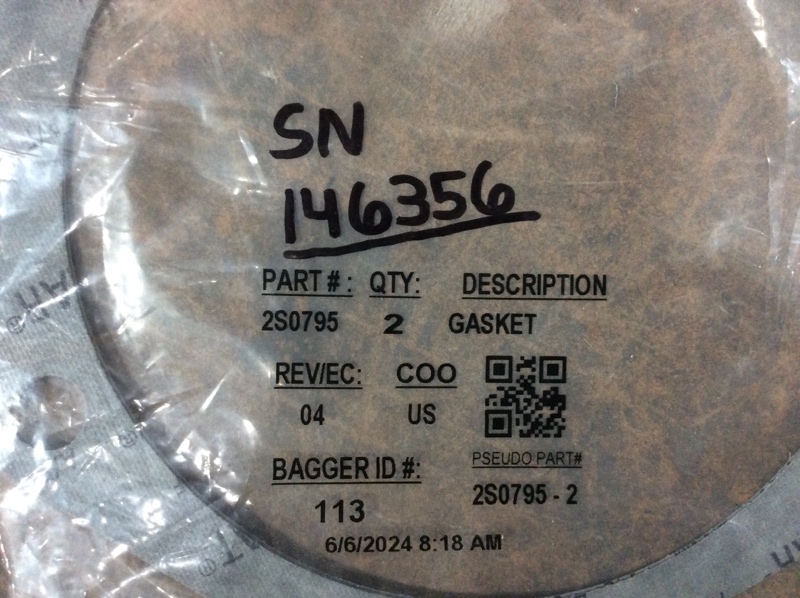 SN
146356
PART #: QTY: DESCRIPTION
2S0795 2 GASKET
REV/EC: COO
04 US
BAGGER ID #: PSEUDO PART#
113 2S0795 - 2
6/6/2024 8:18 AM